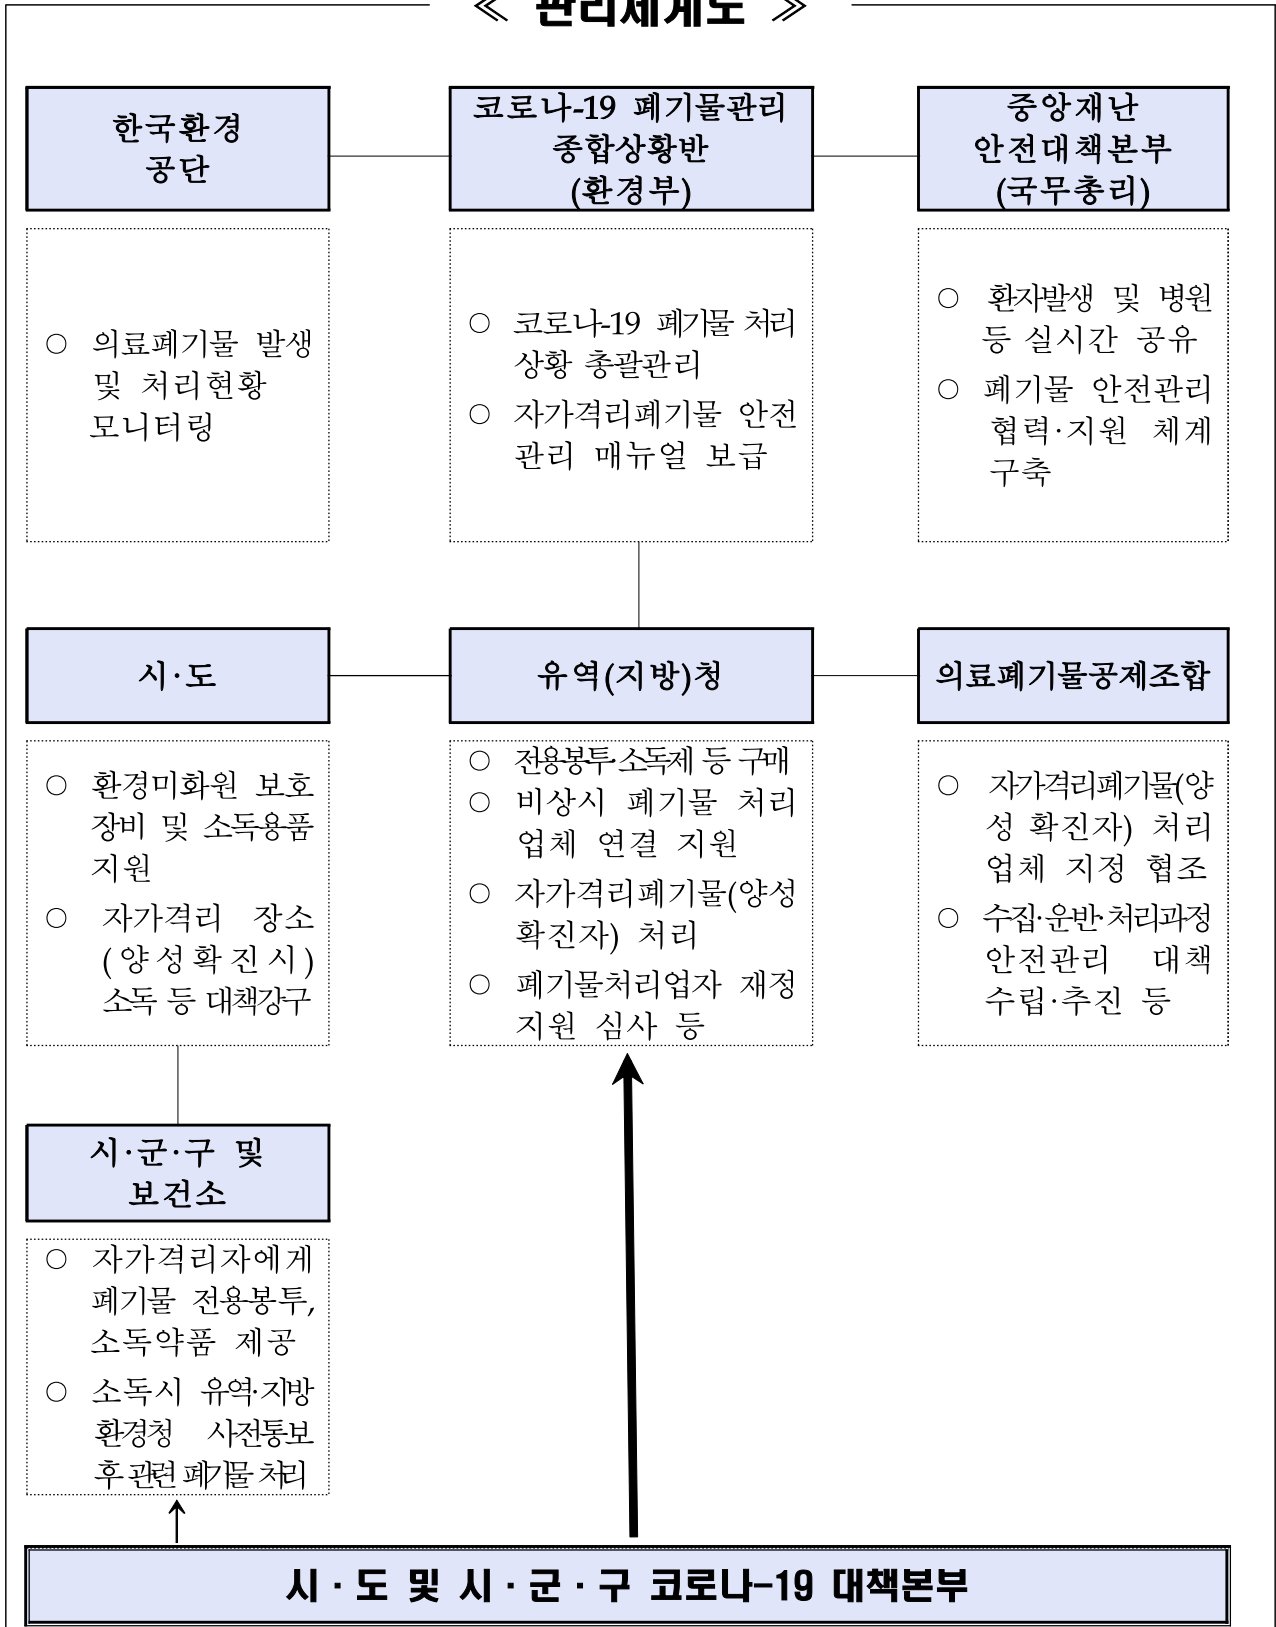 ≪ 관리체계도 ≫
한국환경
공단
코로나-19 폐기물관리
종합상황반
(환경부)
중앙재난
안전대책본부
(국무총리)
○ 의료폐기물 발생
및 처리현황
모니터링
○ 코로나-19 폐기물 처리
상황 총괄관리
○ 자가격리폐기물 안전
관리 매뉴얼 보급
○ 환자발생 및 병원
등 실시간 공유
○ 폐기물 안전관리
협력·지원 체계
구축
시·도
유역(지방)청
의료폐기물공제조합
○ 환경미화원 보호
장비 및 소독용품
지원
○ 자가격리 장소
(양성확진시)
소독 등 대책강구
○ 전용봉투·소독제 등 구매
○ 비상시 폐기물 처리
업체 연결 지원
○ 자가격리폐기물(양성
확진자) 처리
○ 폐기물처리업자 재정
지원 심사 등
○ 자가격리폐기물(양
성 확진자) 처리
업체 지정 협조
○ 수집·운반·처리과정
안전관리 대책
수립·추진 등
시·군·구 및
보건소
○ 자가격리자에게
폐기물 전용봉투,
소독약품 제공
○ 소독시 유역·지방
환경청 사전통보
후 관련 폐기물 처리
시·도 및 시·군·구 코로나-19 대책본부